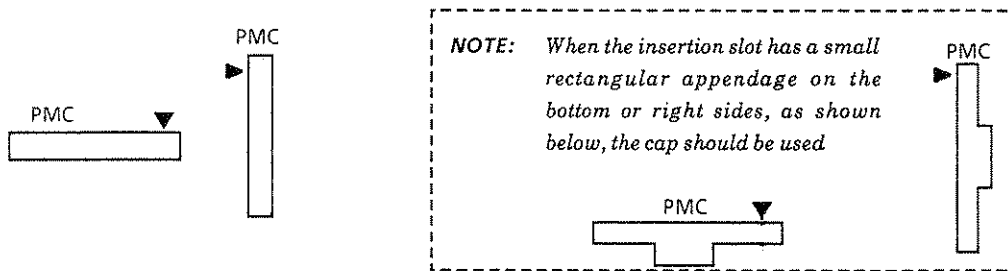 PMC
PMC
NOTE: When the insertion slot has a small
rectangular appendage on the
bottom or right sides, as shown
below, the cap should be used
PMC
PMC